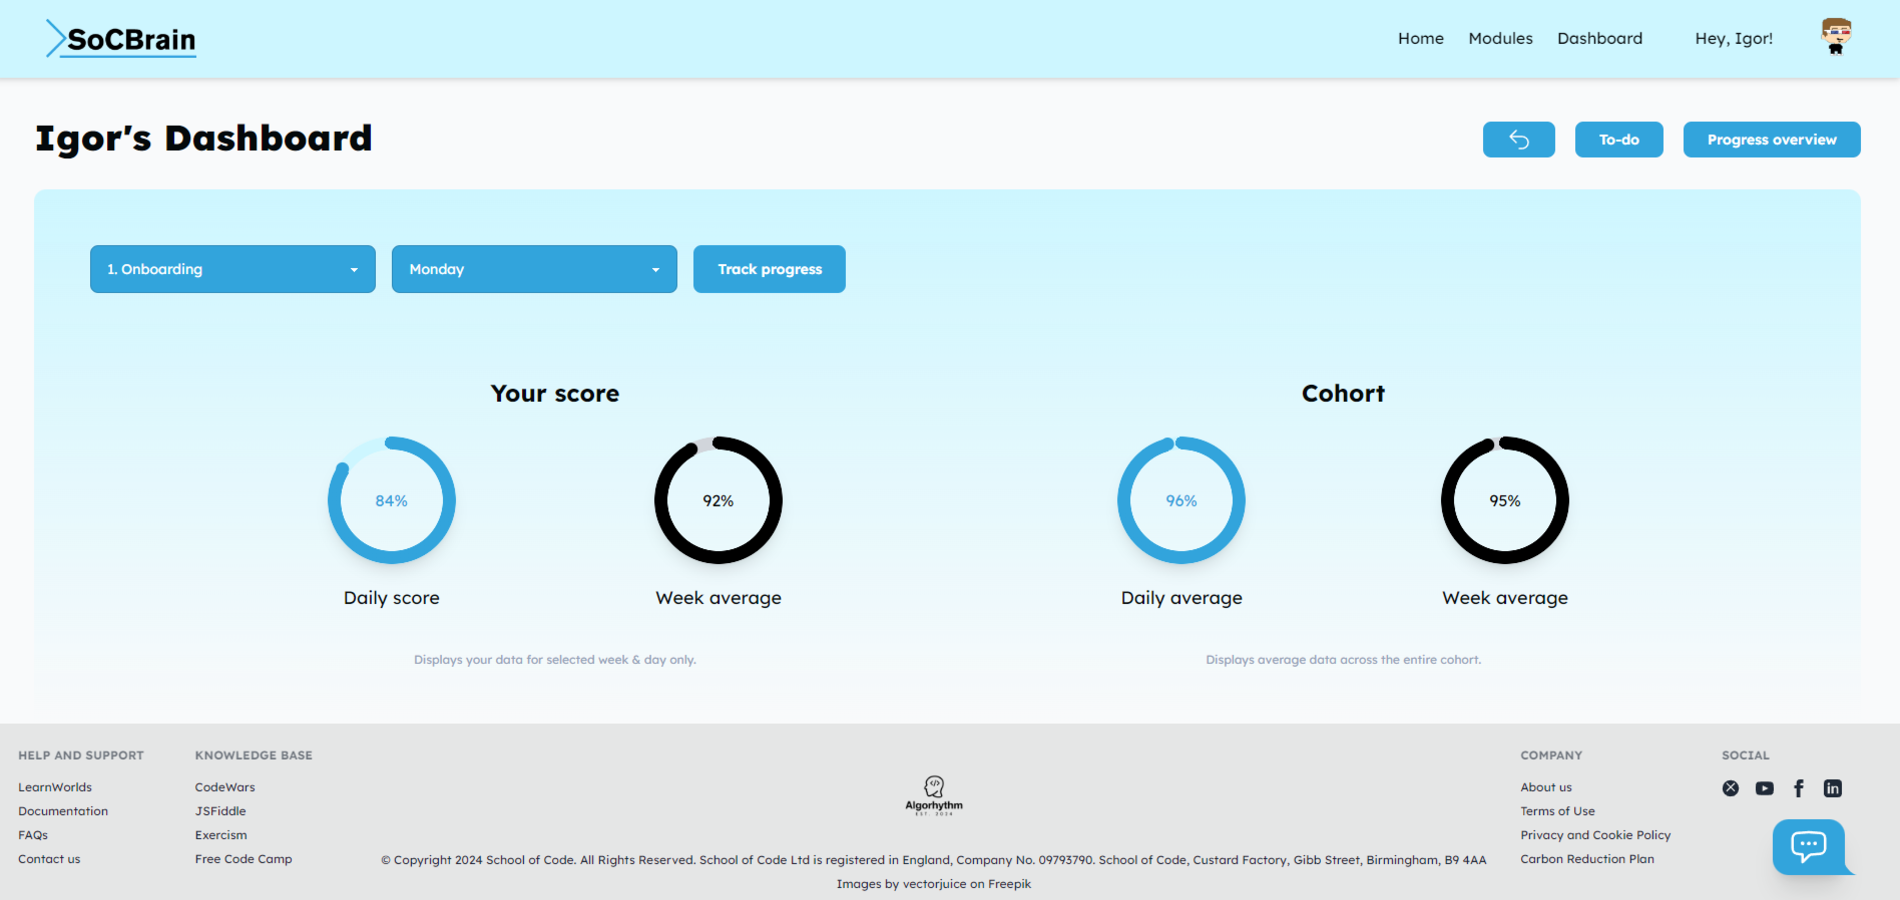 SoCBrain
Home Modules Dashboard Hey, Igor!
Igor's Dashboard
To-do Progress overview
1. Onboarding Monday Track progress
Your score
Cohort
84% 92% 96% 95%
Daily score Week average Daily average Week average
Displays your data for selected week & day only.
Displays average data across the entire cohort.
HELP AND SUPPORT
LearnWorlds
Documentation
FAQs
Contact us
KNOWLEDGE BASE
CodeWars
JSFiddle
Exercism
Free Code Camp
Algorhythm
EST. 2024
© Copyright 2024 School of Code. All Rights Reserved. School of Code Ltd is registered in England, Company No. 09793790. School of Code, Custard Factory, Gibb Street, Birmingham, B9 4AA
Images by vectorjuice on Freepik
COMPANY
About us
Terms of Use
Privacy and Cookie Policy
Carbon Reduction Plan
SOCIAL